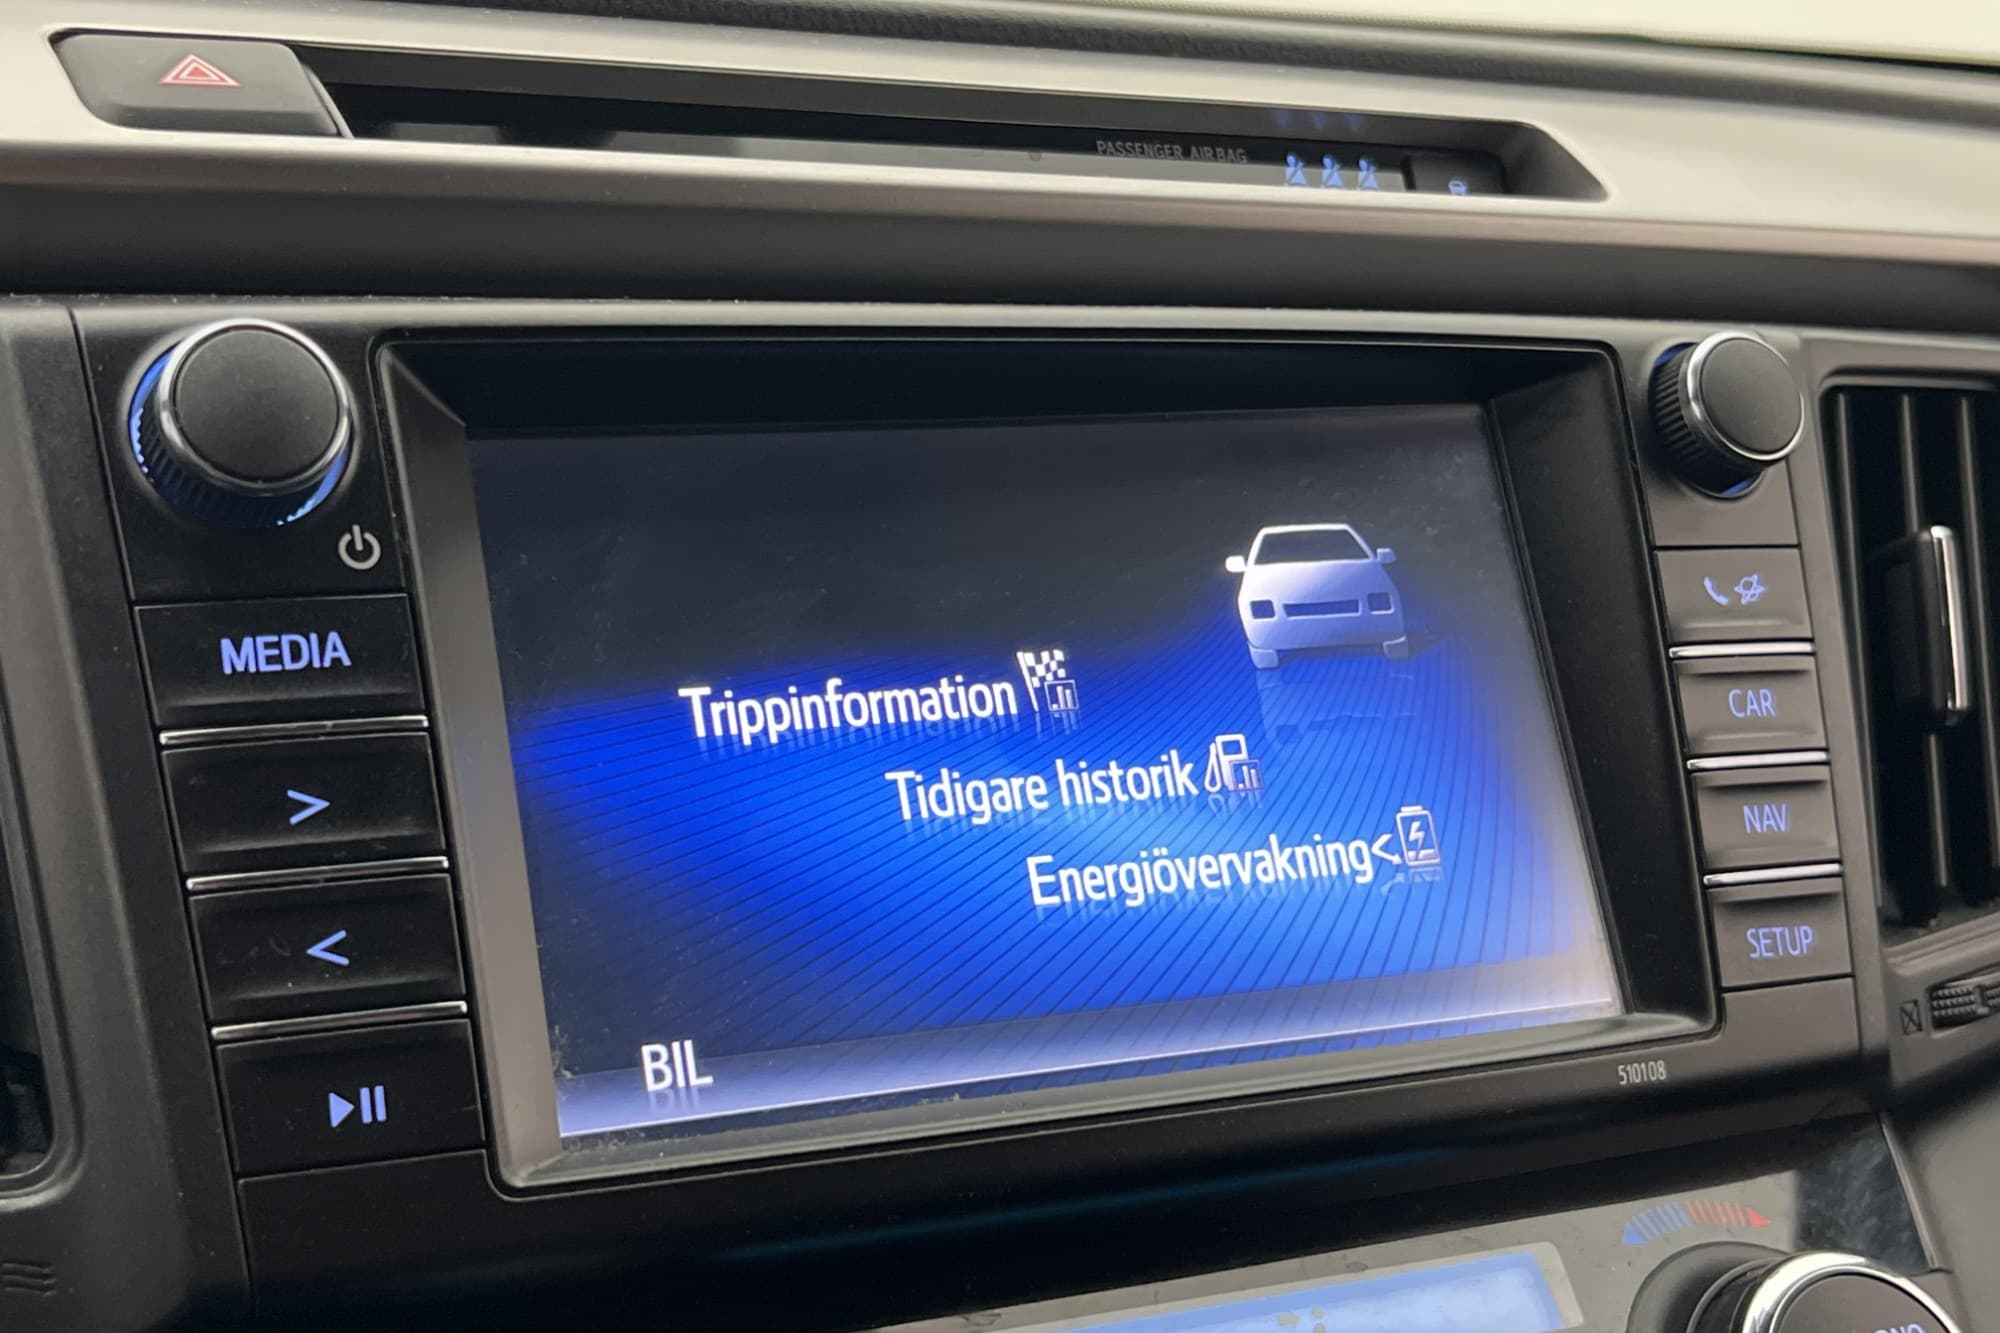 PASSENGER AIRBAG
MEDIA
Trippinformation
Tidigare historik
Energiövervakning
BIL
CAR
NAV
SETUP
510108